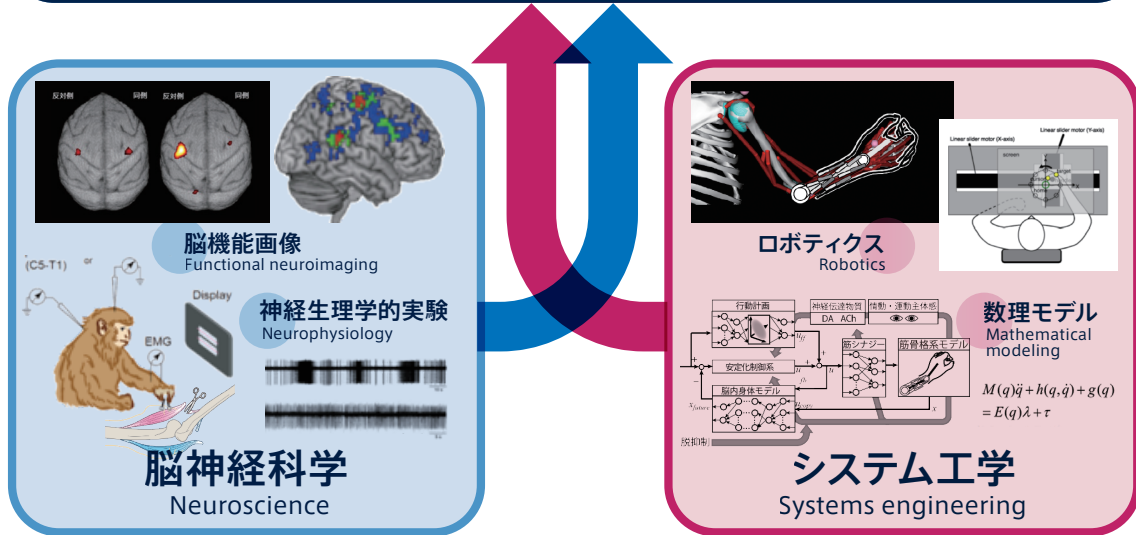 反対側
同側
反対側
同側
脳機能画像
Functional neuroimaging
(C5-T1)
or
Display
EMG
神経生理学的実験
Neurophysiology
脳神経科学
Neuroscience
Linear slider motor (Y-axis)
Linear slider motor (X-axis)
screen
ロボティクス
Robotics
行動計画
神経伝達物質
DA ACh
情動・運動主体感
筋シナジー
筋骨格系モデル
安定化制御系
脳内身体モデル
脱抑制
数理モデル
Mathematical
modeling
M(q)q̈ + h(q, q̇) + g(q)
= E(q)λ + τ
システム工学
Systems engineering